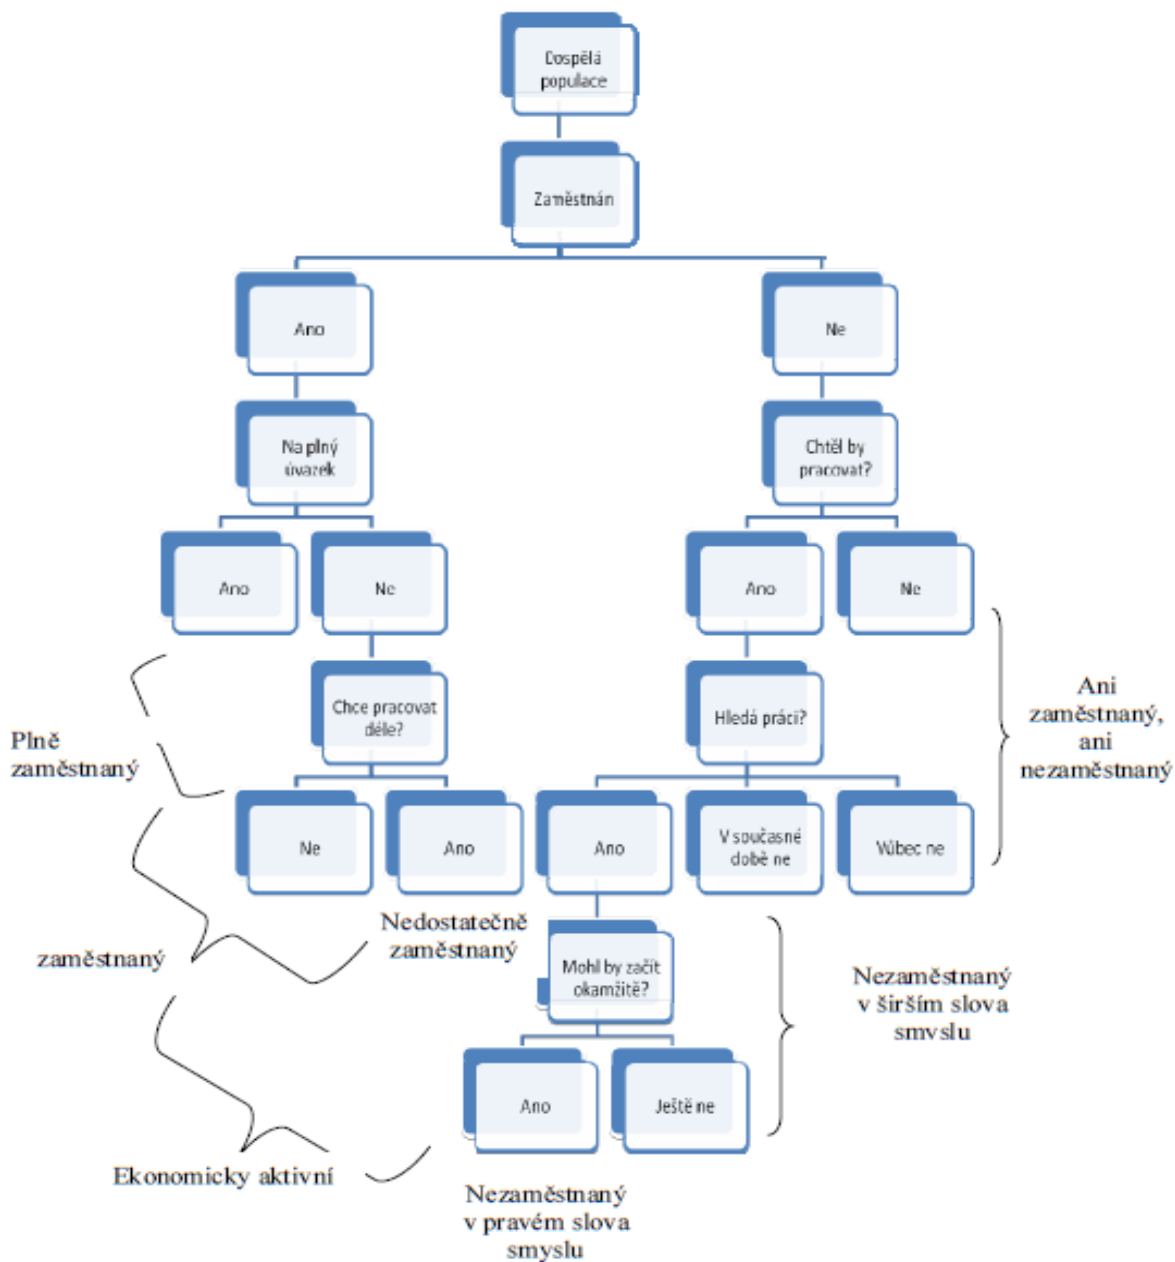 Dospělá
populace
Zaměstnán
Ano
Ne
Na plný
úvazek
Chtěl by
pracovat?
Ano
Ne
Ano
Ne
Chce pracovat
déle?
Hledá práci?
Ani
zaměstnaný,
ani
nezaměstnaný
Plně
zaměstnaný
Ne
Ano
Ano
V současné
době ne
Vůbec ne
Nedostatečně
zaměstnaný
zaměstnaný
Mohl by začít
okamžitě?
Nezaměstnaný
v širším slova
smvslu
Ano
Ještě ne
Ekonomicky aktivní
Nezaměstnaný
v pravém slova
smyslu